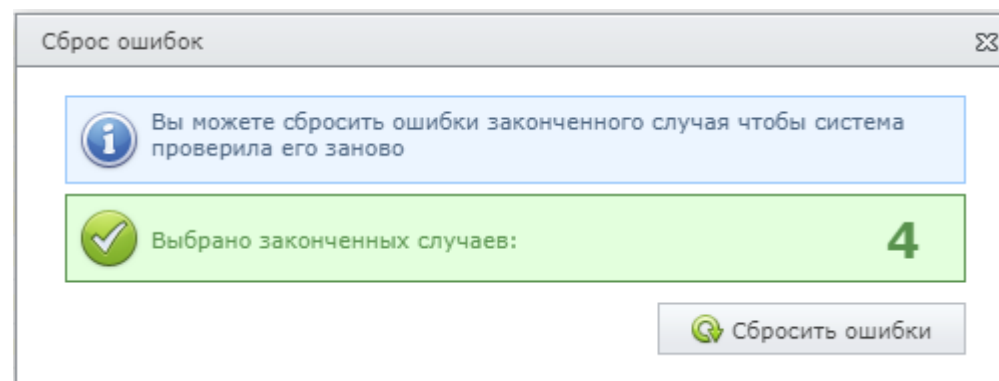 Сброс ошибок
Вы можете сбросить ошибки законченного случая чтобы система
проверила его заново
Выбрано законченных случаев: 4
Сбросить ошибки